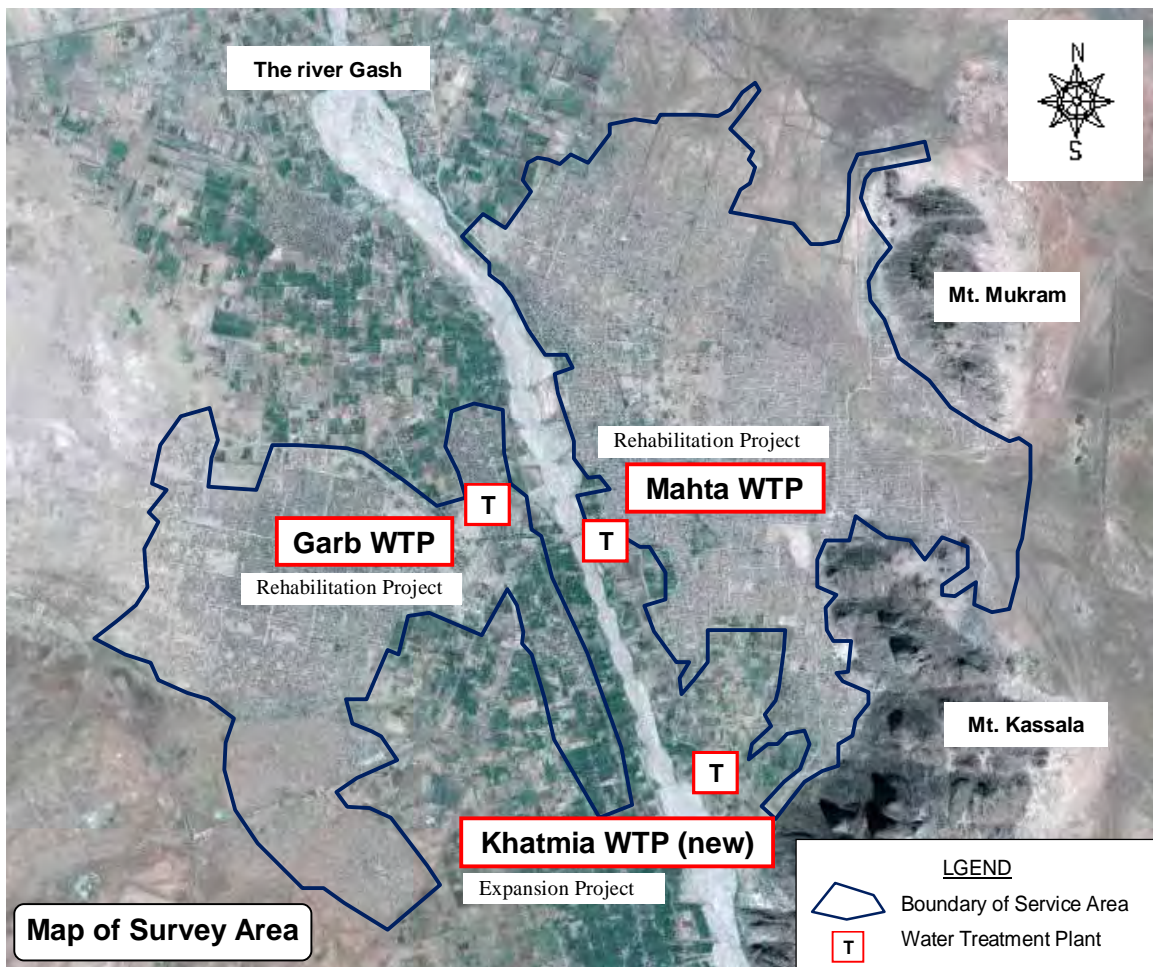 The river Gash
N
S
Mt. Mukram
Rehabilitation Project
Mahta WTP
T
Garb WTP
T
Rehabilitation Project
Mt. Kassala
T
Khatmia WTP (new)
Expansion Project
LGEND
Boundary of Service Area
T Water Treatment Plant
Map of Survey Area